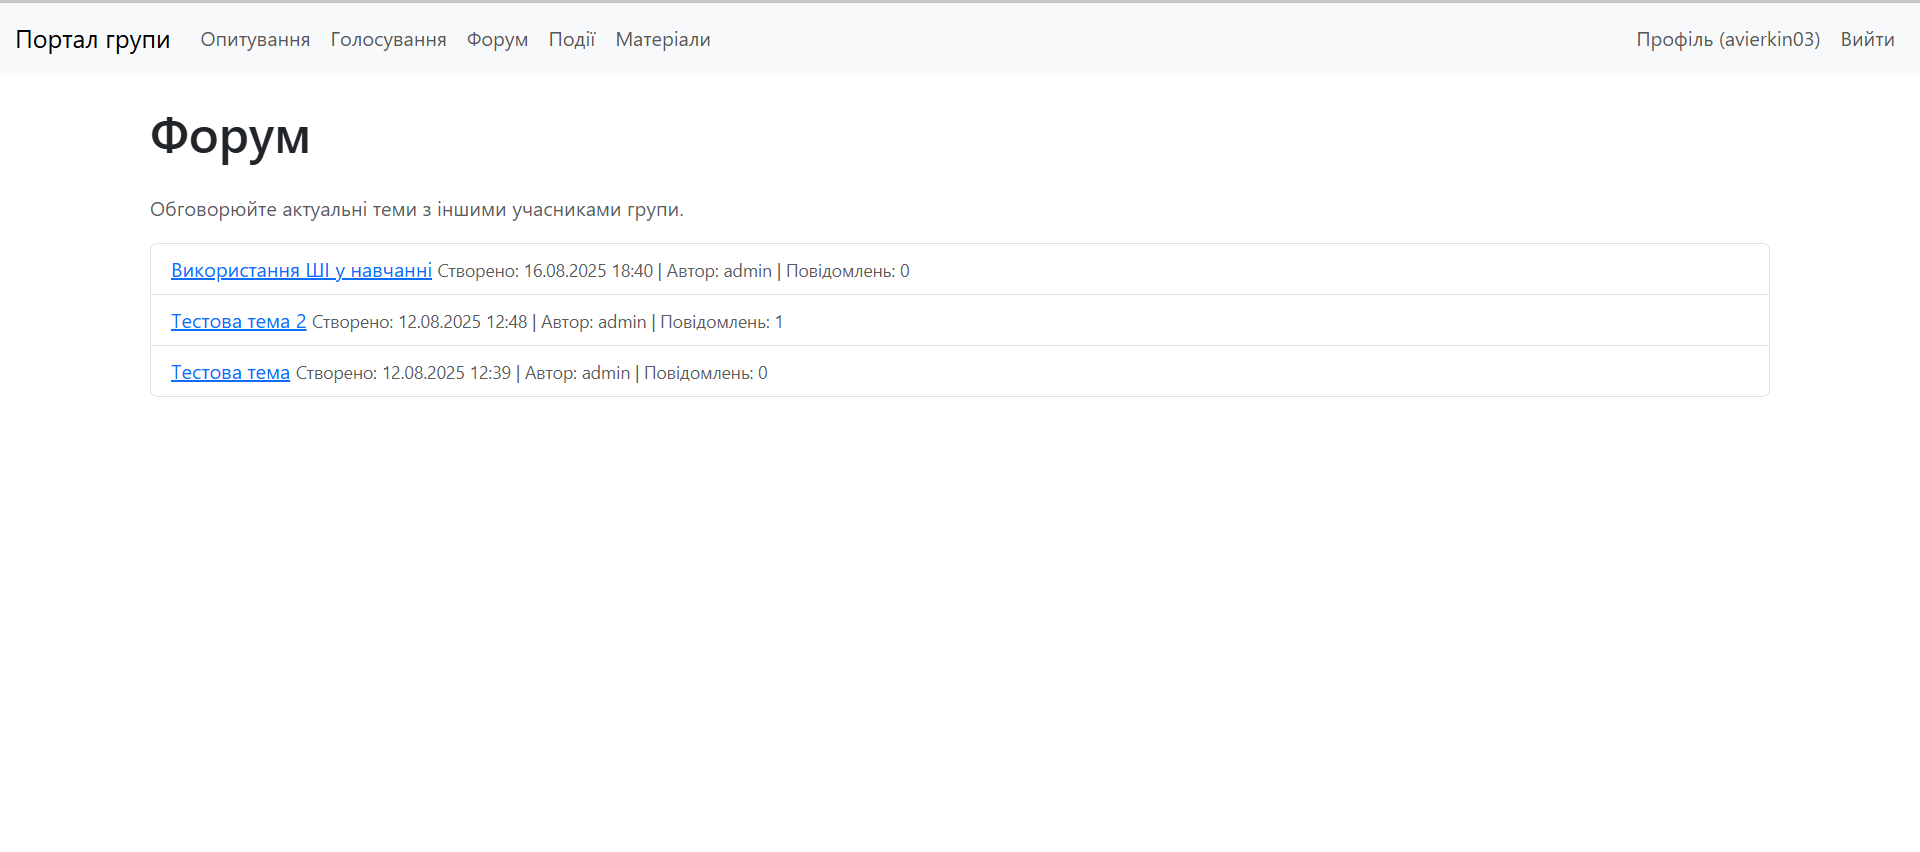 Портал групи Опитування Голосування Форум Події Матеріали Профіль (avierkin03) Вийти
Форум
Обговорюйте актуальні теми з іншими учасниками групи.
Використання ШІ у навчанні Створено: 16.08.2025 18:40 | Автор: admin | Повідомлень: 0
Тестова тема 2 Створено: 12.08.2025 12:48 | Автор: admin | Повідомлень: 1
Тестова тема Створено: 12.08.2025 12:39 | Автор: admin | Повідомлень: 0